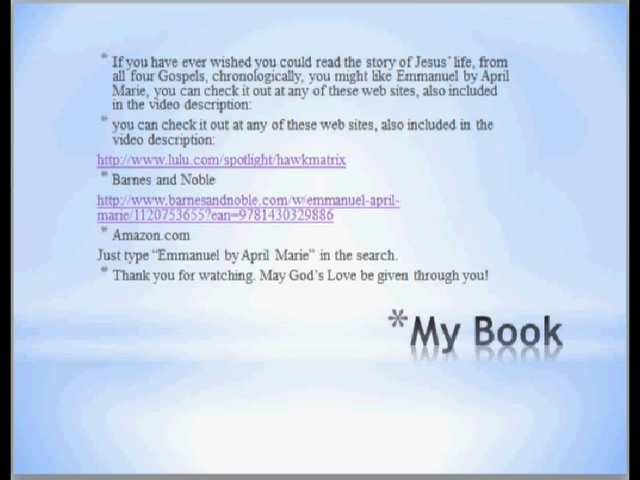 * If you have ever wished you could read the story of Jesus' life, from
all four Gospels, chronologically, you might like Emmanuel by April
Marie, you can check it out at any of these web sites, also included
in the video description:
* you can check it out at any of these web sites, also included in the
video description:
http://www.lulu.com/spotlight/hawkmatrix
* Barnes and Noble
http://www.barnesandnoble.com/w/emmanuel-april-
marie/1120753655?ean=9781430329886
* Amazon.com
Just type “Emmanuel by April Marie” in the search.
* Thank you for watching. May God's Love be given through you!
*My Book